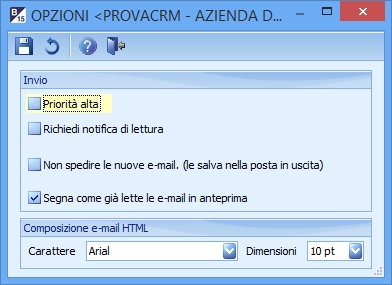 B 15 OPZIONI <PROVACRM - AZIENDA D...
Invio
Priorità alta
Richiedi notifica di lettura
Non spedire le nuove e-mail. (le salva nella posta in uscita)
Segna come già lette le e-mail in anteprima
Composizione e-mail HTML
Carattere Arial Dimensioni 10 pt